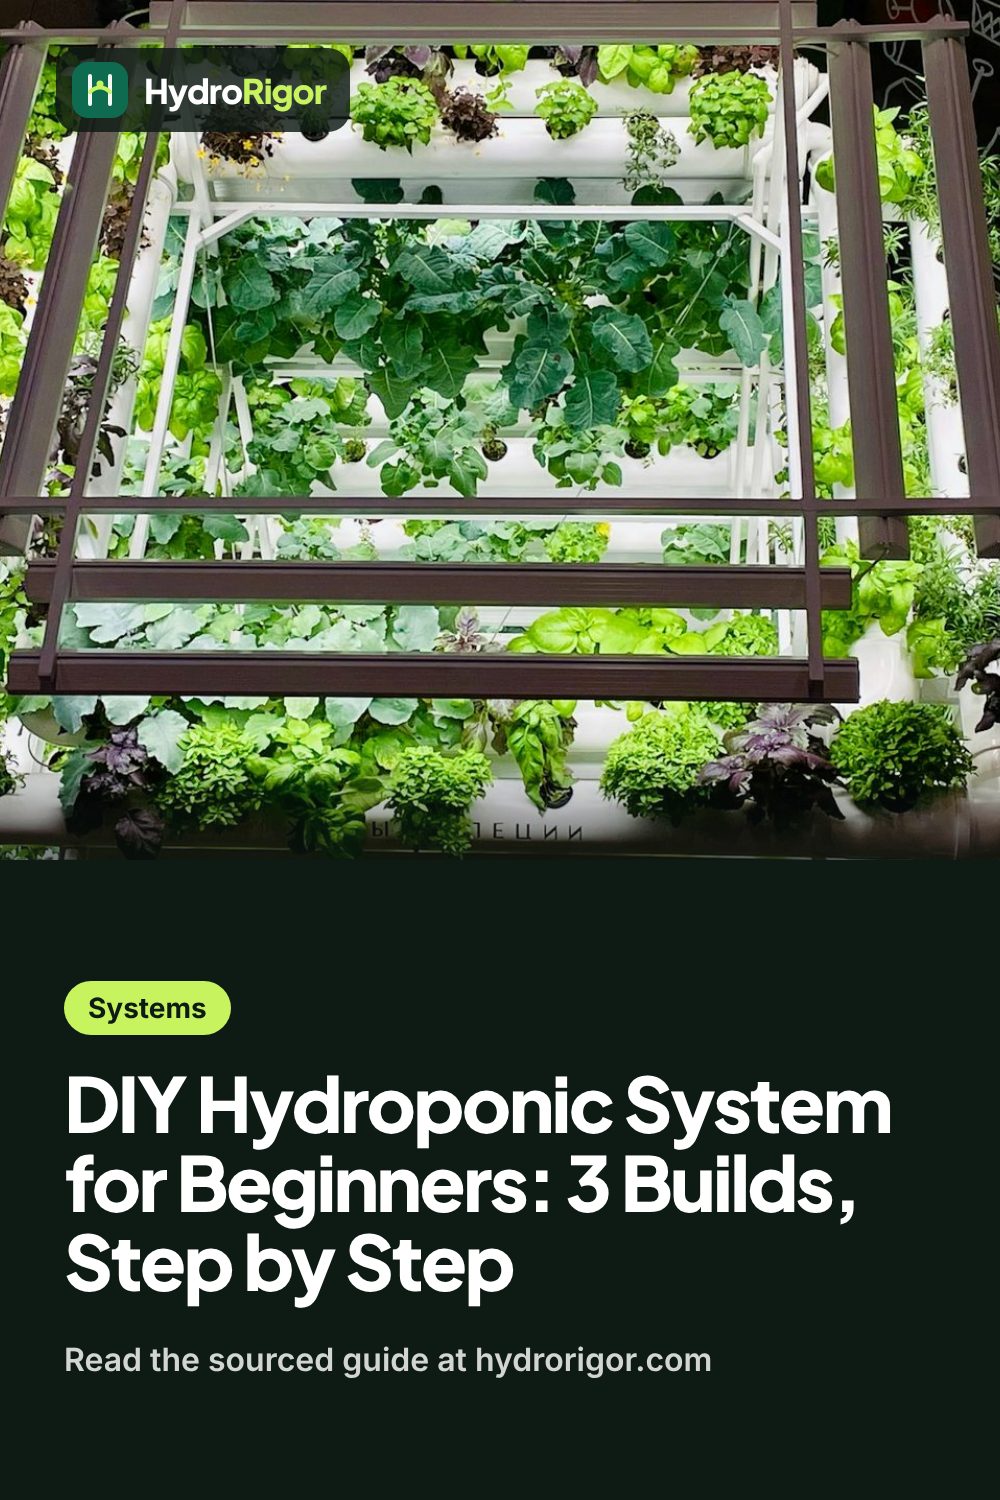 HydroRigor
ЛЕЦИИ
Systems
DIY Hydroponic System
for Beginners: 3 Builds,
Step by Step
Read the sourced guide at hydrorigor.com